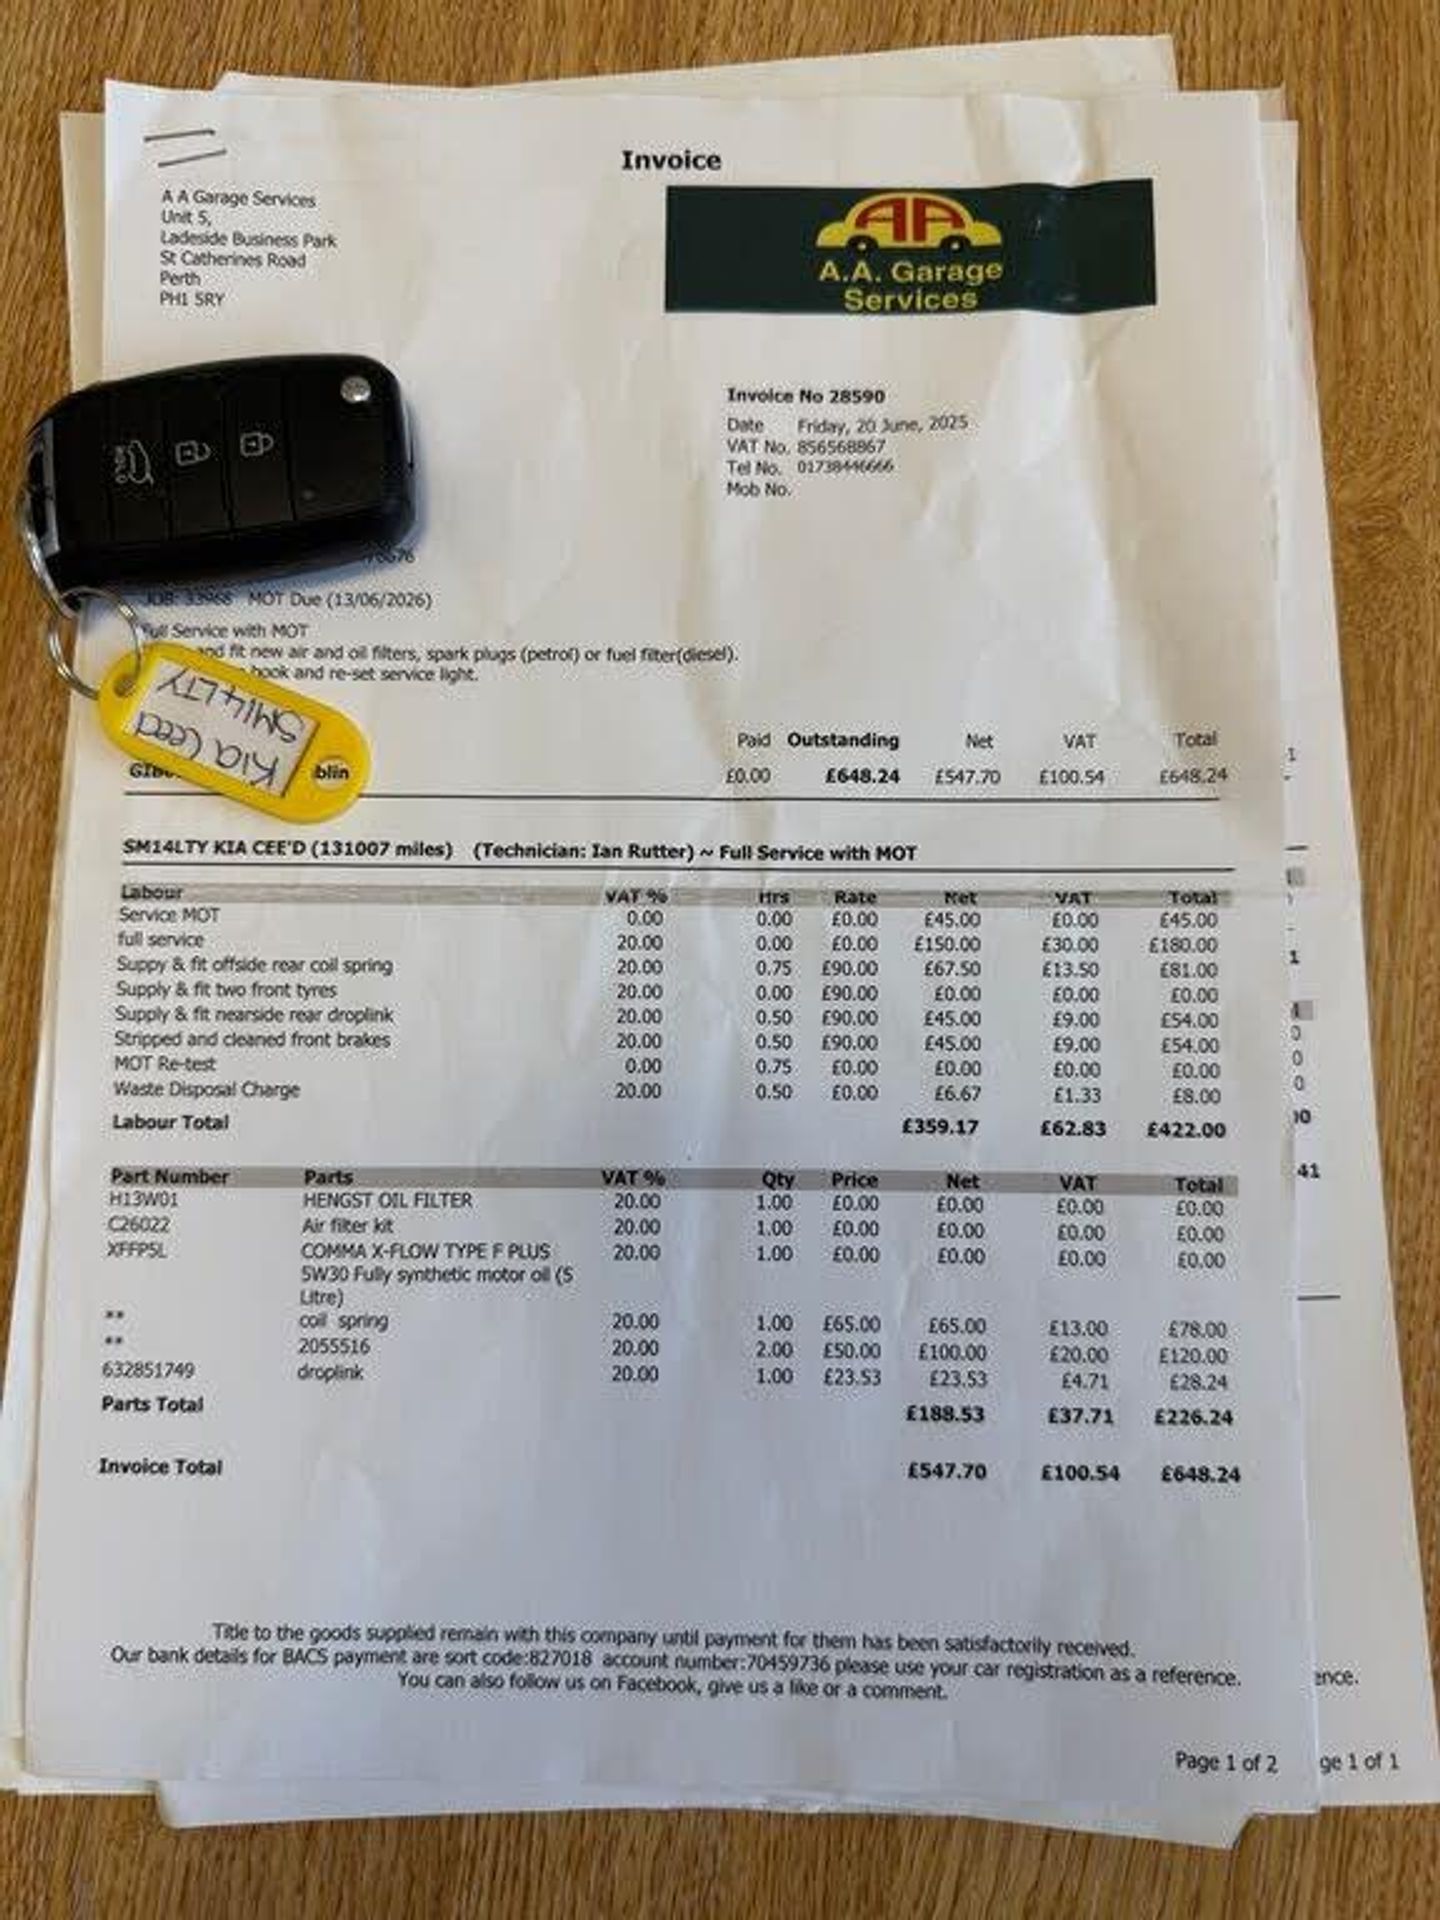 Invoice
A A Garage Services
Unit 5,
Ladeside Business Park
St Catherines Road
Perth
PH1 5RY
AA
A.A. Garage
Services
Invoice No 28590
Date Friday, 20 June, 2025
VAT No. 856568867
Tel No. 01738446666
Mob No.
JOB: 33968 MOT Due (13/06/2026)
Full Service with MOT
and fit new air and oil filters, spark plugs (petrol) or fuel filter(diesel).
book and re-set service light.
Kia Ceed
SM14LTY
blin
Paid Outstanding Net VAT Total
£0.00 £648.24 £547.70 £100.54 £648.24
SM14LTY KIA CEE'D (131007 miles) (Technician: Ian Rutter) ~ Full Service with MOT
Labour VAT % Hrs Rate Net VAT Total
Service MOT 0.00 0.00 £0.00 £45.00 £0.00 £45.00
full service 20.00 0.00 £0.00 £150.00 £30.00 £180.00
Suppy & fit offside rear coil spring 20.00 0.75 £90.00 £67.50 £13.50 £81.00
Supply & fit two front tyres 20.00 0.00 £90.00 £0.00 £0.00 £0.00
Supply & fit nearside rear droplink 20.00 0.50 £90.00 £45.00 £9.00 £54.00
Stripped and cleaned front brakes 20.00 0.50 £90.00 £45.00 £9.00 £54.00
MOT Re-test 0.00 0.75 £0.00 £0.00 £0.00 £0.00
Waste Disposal Charge 20.00 0.50 £0.00 £6.67 £1.33 £8.00
Labour Total £359.17 £62.83 £422.00
Part Number Parts VAT % Qty Price Net VAT Total
H13W01 HENGST OIL FILTER 20.00 1.00 £0.00 £0.00 £0.00 £0.00
C26022 Air filter kit 20.00 1.00 £0.00 £0.00 £0.00 £0.00
XFFP5L COMMA X-FLOW TYPE F PLUS 20.00 1.00 £0.00 £0.00 £0.00 £0.00
5W30 Fully synthetic motor oil (5
Litre)
** coil spring 20.00 1.00 £65.00 £65.00 £13.00 £78.00
** 2055516 20.00 2.00 £50.00 £100.00 £20.00 £120.00
632851749 droplink 20.00 1.00 £23.53 £23.53 £4.71 £28.24
Parts Total £188.53 £37.71 £226.24
Invoice Total £547.70 £100.54 £648.24
Title to the goods supplied remain with this company until payment for them has been satisfactorily received.
Our bank details for BACS payment are sort code:827018 account number:70459736 please use your car registration as a reference.
You can also follow us on Facebook, give us a like or a comment.
Page 1 of 2
41
ence.
ge 1 of 1